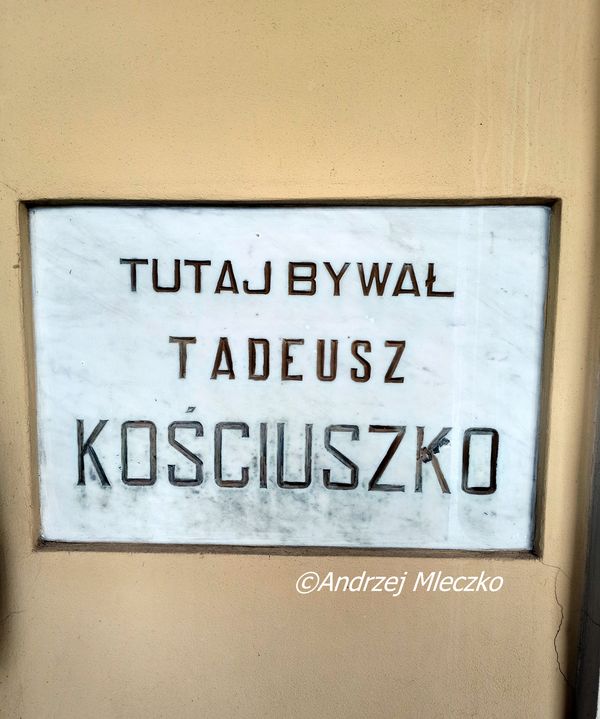 TUTAJ BYWAŁ
TADEUSZ
KOŚCIUSZKO
©Andrzej Mleczko